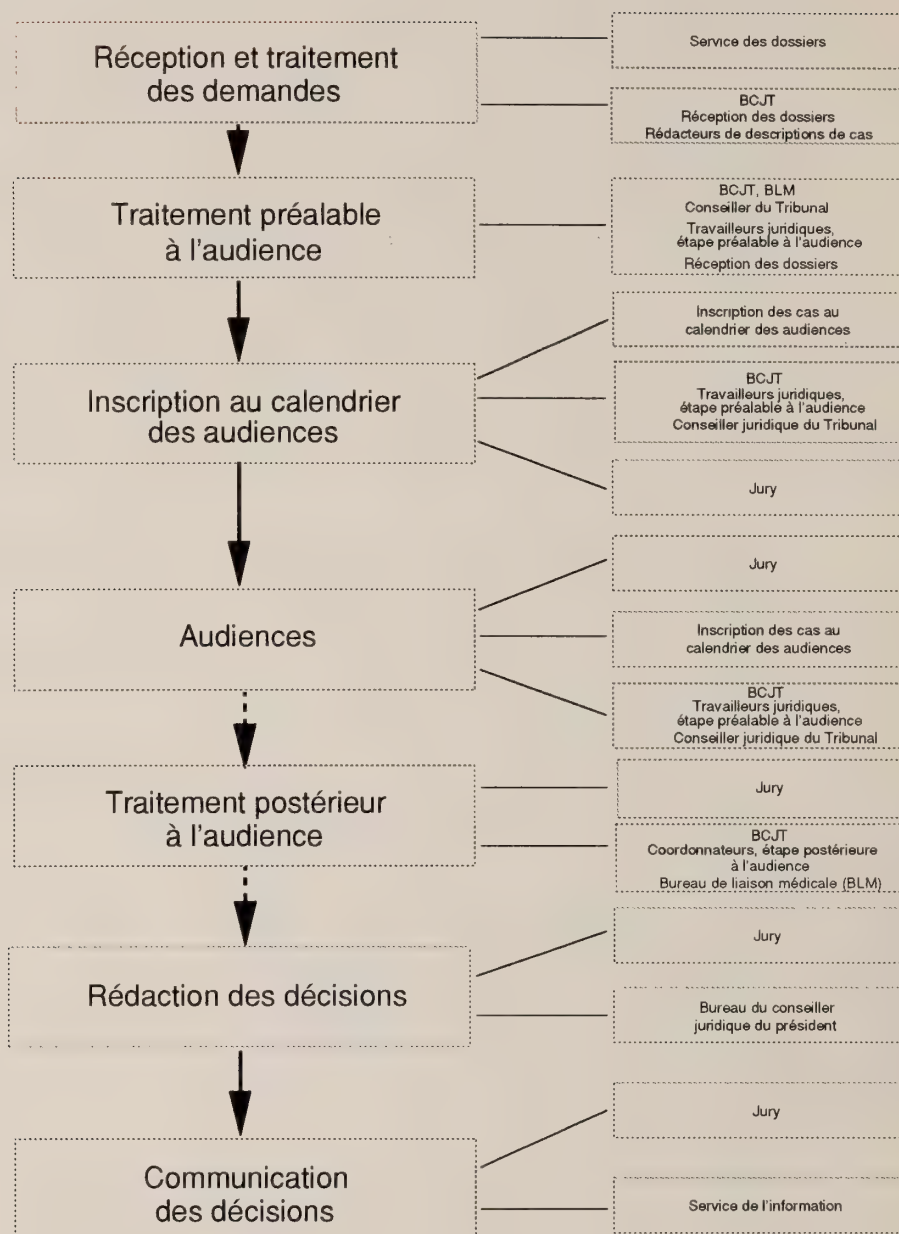 Réception et traitement
des demandes
Service des dossiers
BCJT
Réception des dossiers
Rédacteurs de descriptions de cas
Traitement préalable
à l'audience
BCJT, BLM
Conseiller du Tribunal
Travailleurs juridiques,
étape préalable à l'audience
Réception des dossiers
Inscription au calendrier
des audiences
Inscription des cas au
calendrier des audiences
BCJT
Travailleurs juridiques,
étape préalable à l'audience
Conseiller juridique du Tribunal
Jury
Audiences
Jury
Inscription des cas au
calendrier des audiences
BCJT
Travailleurs juridiques,
étape préalable à l'audience
Conseiller juridique du Tribunal
Traitement postérieur
à l'audience
Jury
BCJT
Coordonnateurs, étape postérieure
à l'audience
Bureau de liaison médicale (BLM)
Rédaction des décisions
Jury
Bureau du conseiller
juridique du président
Communication
des décisions
Jury
Service de l'information